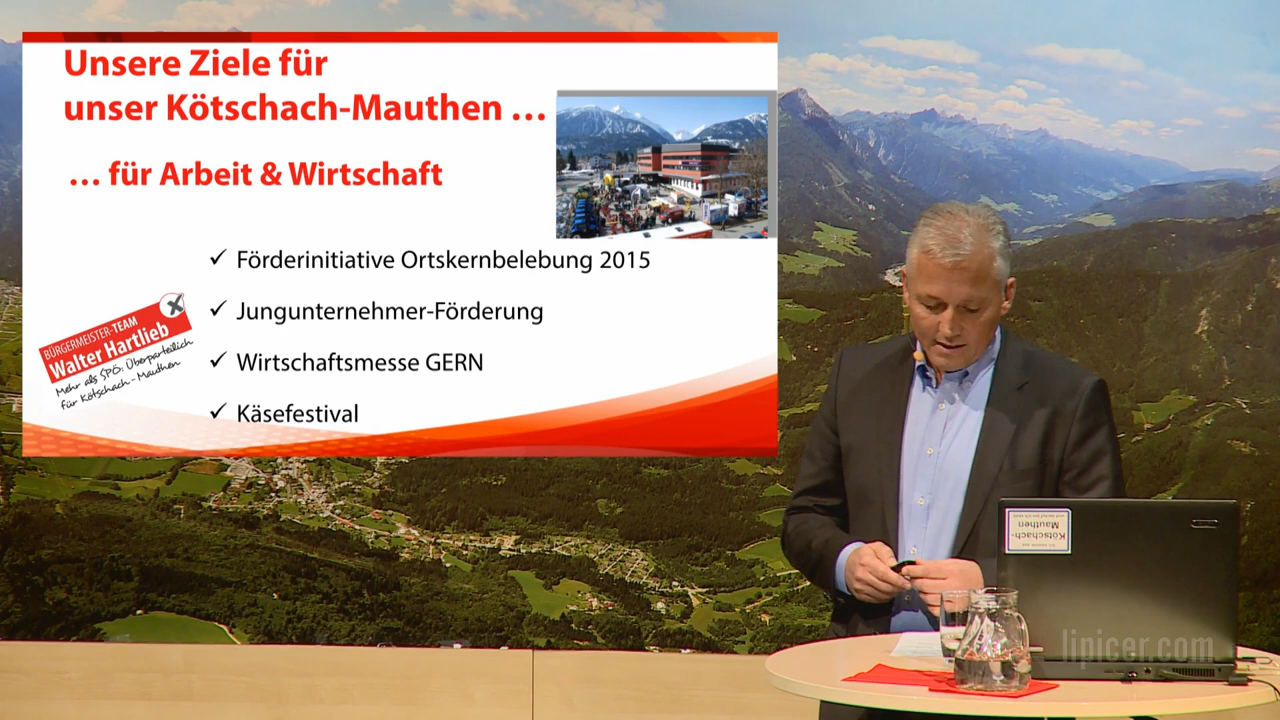 Unsere Ziele für
unser Kötschach-Mauthen ...
... für Arbeit & Wirtschaft
✓ Förderinitiative Ortskernbelebung 2015
✓ Jungunternehmer-Förderung
✓ Wirtschaftsmesse GERN
✓ Käsefestival
BÜRGERMEISTER-TEAM
Walter Hartlieb
Mehr als SPÖ: Überparteilich
für Kötschach-Mauthen
Kötschach-
Mauthen
lipicer.com